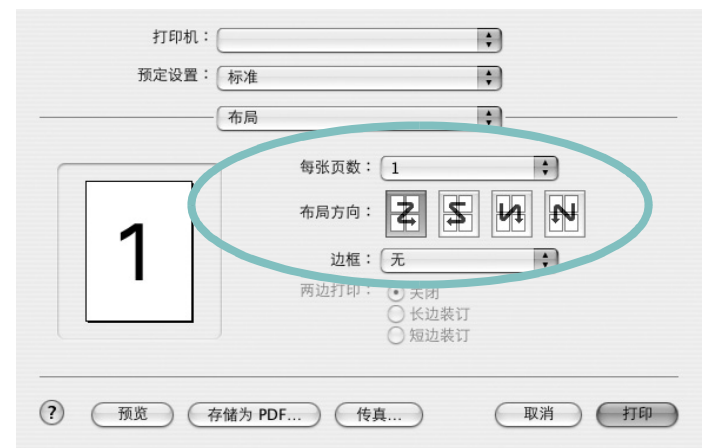 打印机：
预定设置： 标准
布局
每张页数： 1
布局方向：
1
边框： 无
两边打印： 关闭
长边装订
短边装订
? 预览 存储为 PDF... 传真... 取消 打印